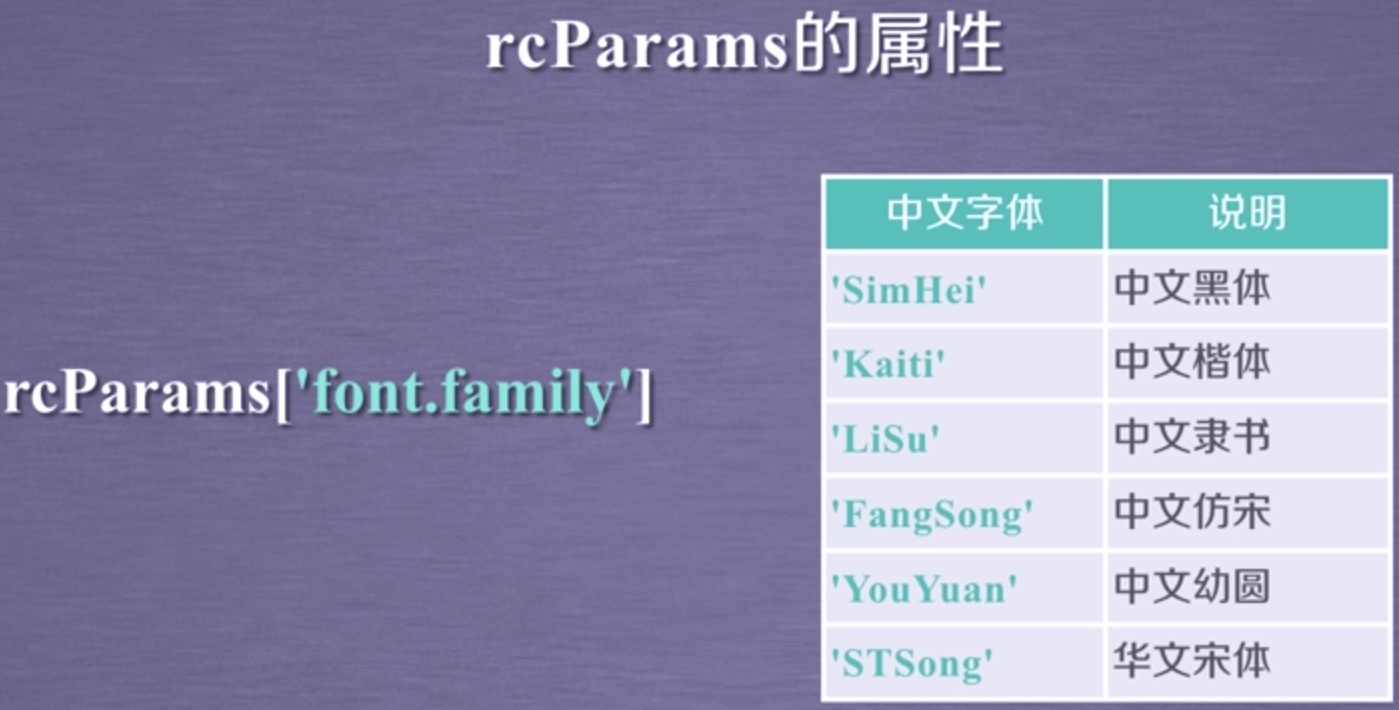 rcParams的属性
rcParams['font.family']
中文字体 说明
'SimHei' 中文黑体
'Kaiti' 中文楷体
'LiSu' 中文隶书
'FangSong' 中文仿宋
'YouYuan' 中文幼圆
'STSong' 华文宋体